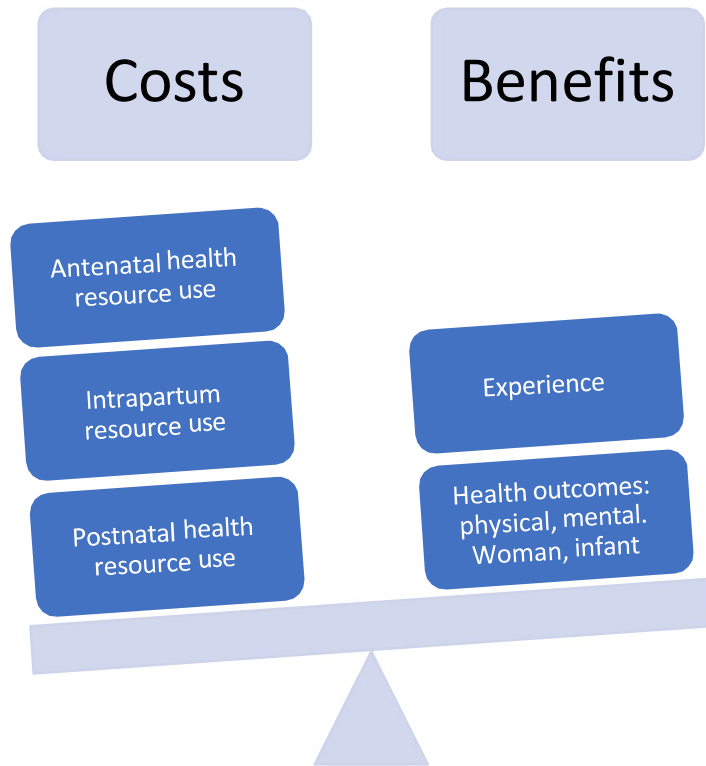 Costs
Benefits
Antenatal health
resource use
Intrapartum
resource use
Postnatal health
resource use
Experience
Health outcomes:
physical, mental.
Woman, infant